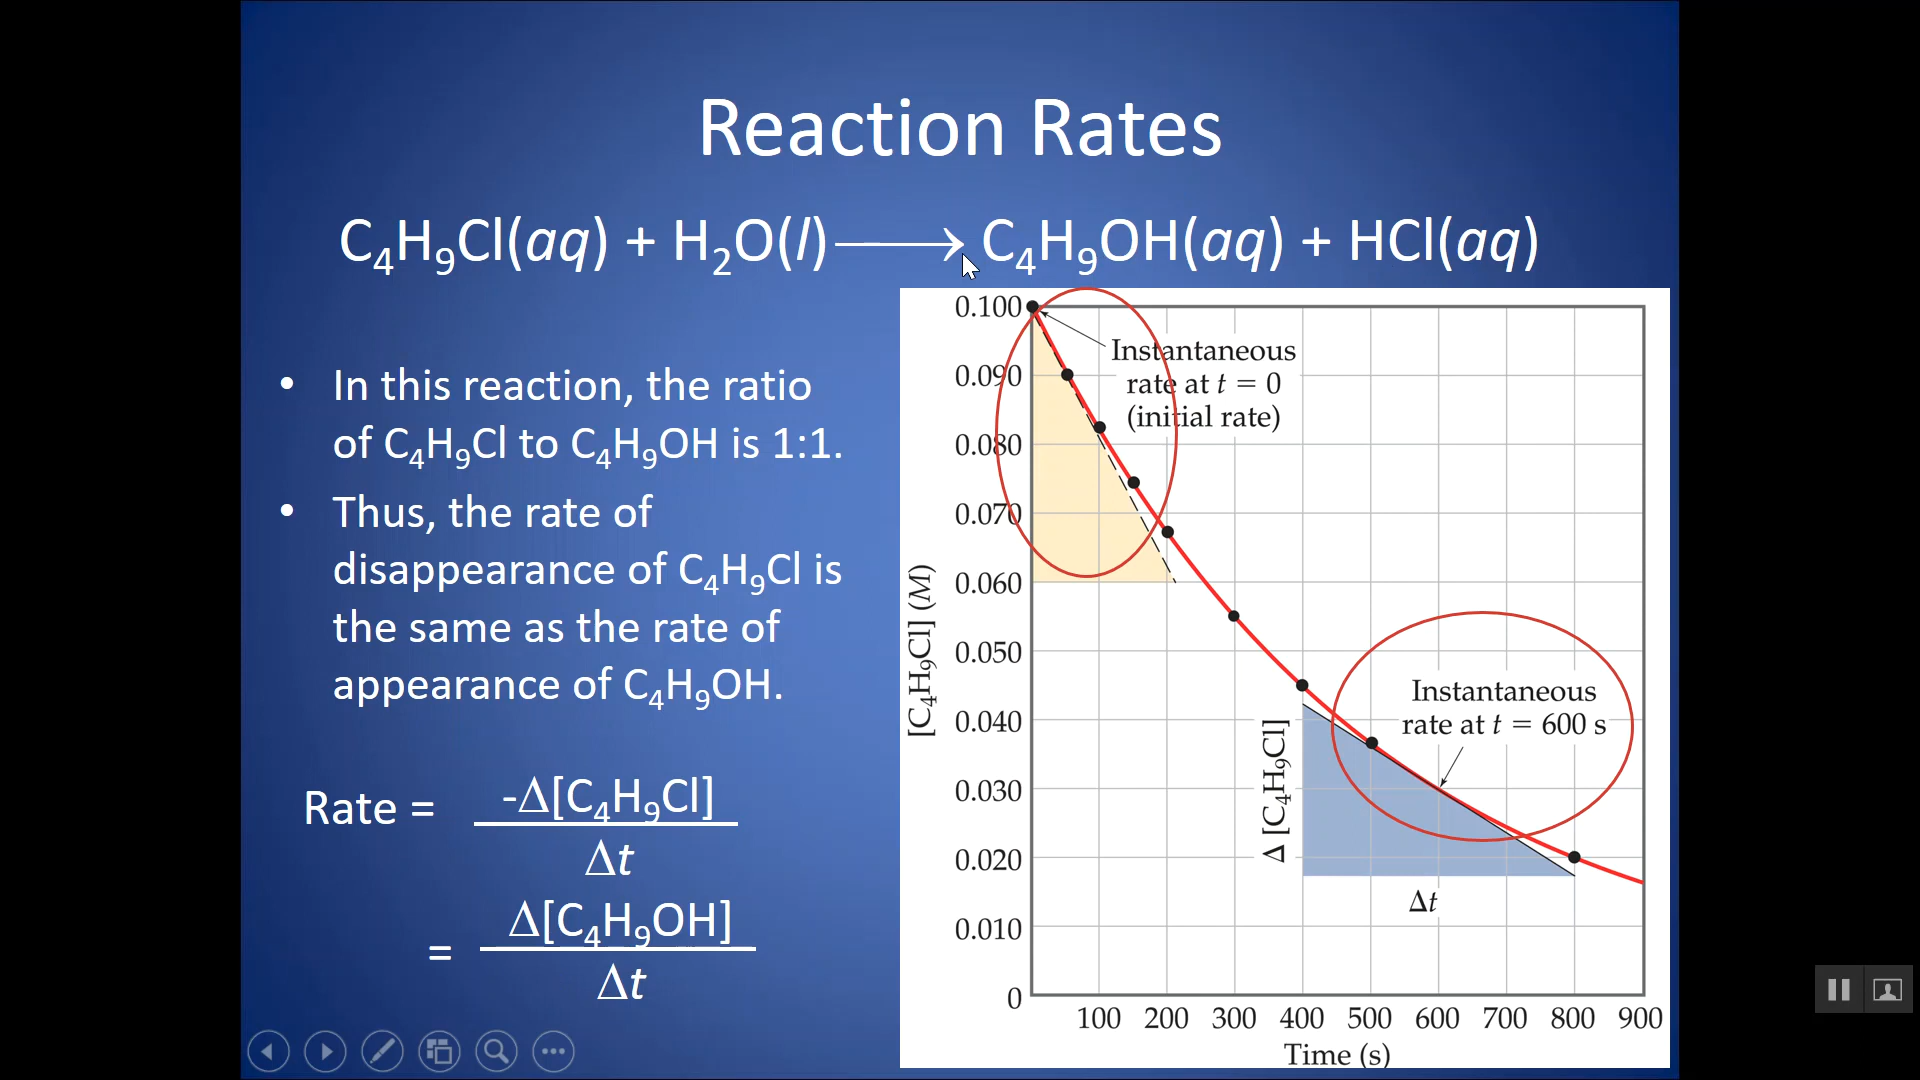 Reaction Rates
C₄H₉Cl(aq) + H₂O(l) ⟶ C₄H₉OH(aq) + HCl(aq)
• In this reaction, the ratio
of C₄H₉Cl to C₄H₉OH is 1:1.
• Thus, the rate of
disappearance of C₄H₉Cl is
the same as the rate of
appearance of C₄H₉OH.
Rate =
-Δ[C₄H₉Cl]
Δt
=
Δ[C₄H₉OH]
Δt
[C₄H₉Cl] (M)
0.100
0.090
0.080
0.070
0.060
0.050
0.040
0.030
0.020
0.010
0
Instantaneous
rate at t = 0
(initial rate)
Instantaneous
rate at t = 600 s
Δ [C₄H₉Cl]
Δt
100 200 300 400 500 600 700 800 900
Time (s)